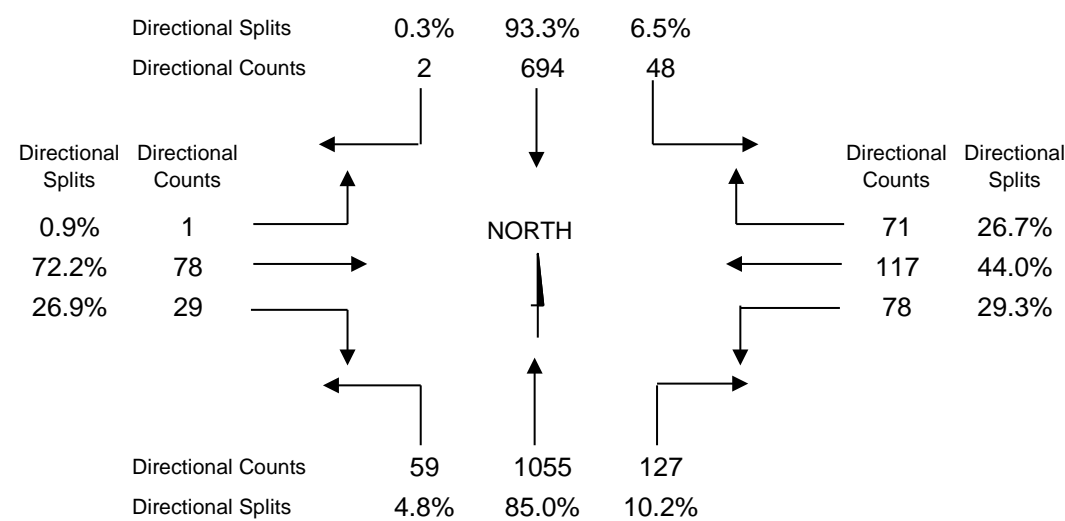 Directional Splits 0.3% 93.3% 6.5%
Directional Counts 2 694 48
Directional Directional Directional Directional
Splits Counts Counts Splits
0.9% 1 NORTH 71 26.7%
72.2% 78 117 44.0%
26.9% 29 78 29.3%
Directional Counts 59 1055 127
Directional Splits 4.8% 85.0% 10.2%